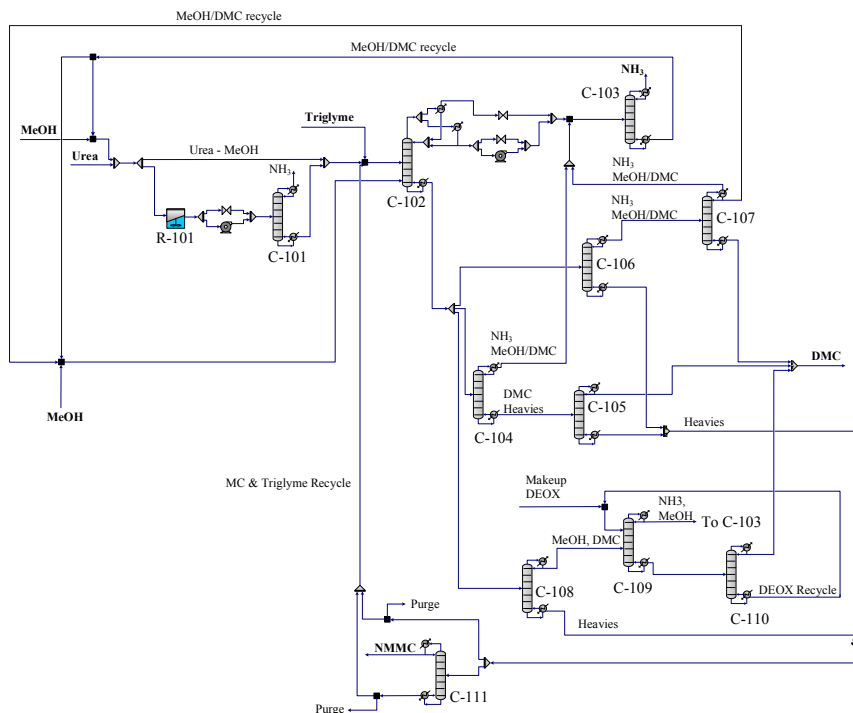 MeOH/DMC recycle
MeOH/DMC recycle
NH₃
C-103
Triglyme
MeOH
Urea
Urea - MeOH
NH₃
NH₃
MeOH/DMC
C-102
C-107
R-101
C-101
NH₃
MeOH/DMC
C-106
NH₃
MeOH/DMC
DMC
DMC
Heavies
C-105
C-104
MeOH
Heavies
MC & Triglyme Recycle
Makeup
DEOX
NH3,
MeOH
To C-103
MeOH, DMC
C-108
C-109
DEOX Recycle
C-110
Purge
Heavies
NMMC
C-111
Purge